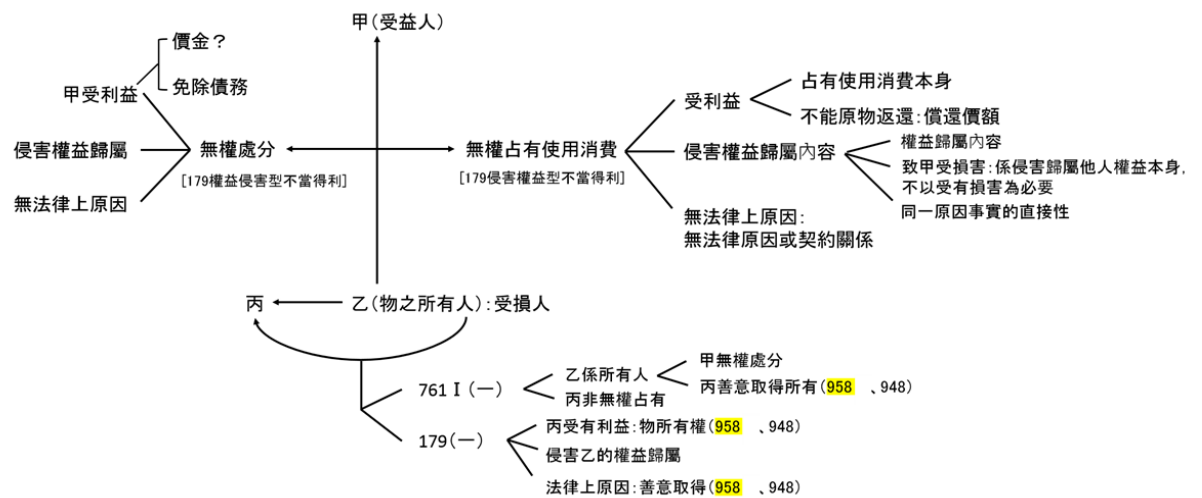 甲(受益人)
價金?
免除債務
甲受利益
侵害權益歸屬
無法律上原因
無權處分
[179權益侵害型不當得利]
無權占有使用消費
[179侵害權益型不當得利]
受利益
占有使用消費本身
不能原物返還:償還價額
侵害權益歸屬內容
權益歸屬內容
致甲受損害:係侵害歸屬他人權益本身,
不以受有損害為必要
同一原因事實的直接性
無法律上原因:
無法律原因或契約關係
丙
乙(物之所有人):受損人
761 I (一)
乙係所有人
甲無權處分
丙善意取得所有(958 、948)
丙非無權占有
179(一)
丙受有利益:物所有權(958 、948)
侵害乙的權益歸屬
法律上原因:善意取得(958 、948)